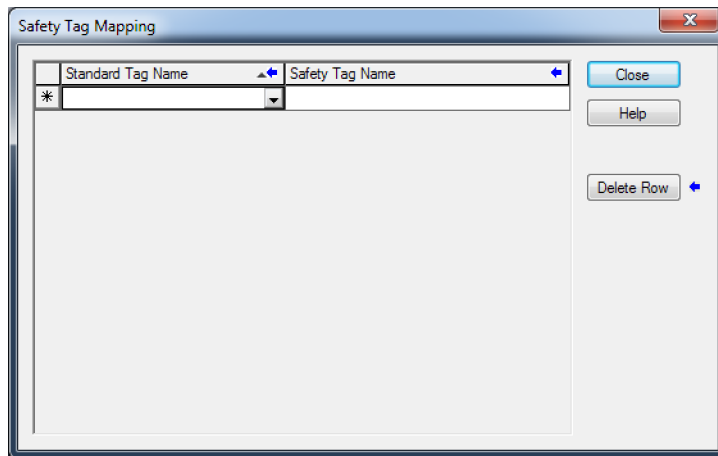 Safety Tag Mapping
Standard Tag Name
Safety Tag Name
Close
Help
Delete Row